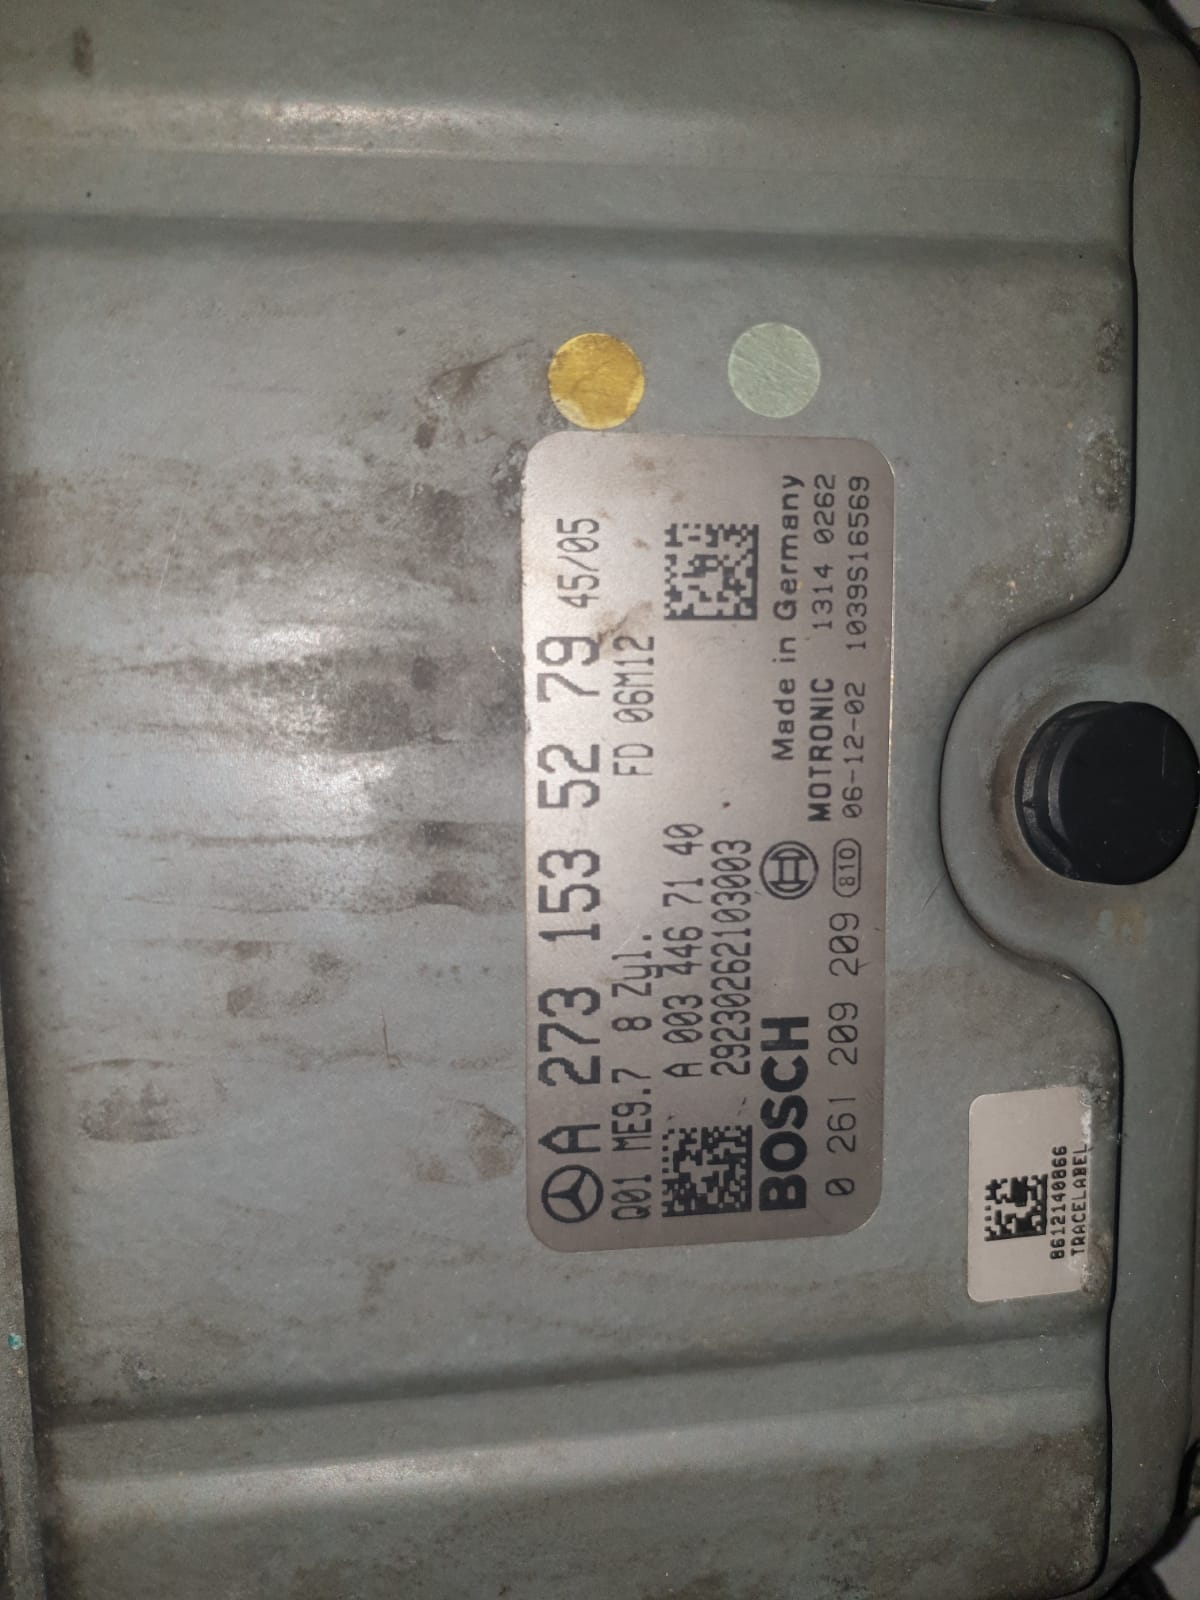 A 273 153 52 79 45/05
Q01 ME9.7 8 Zyl. FD 06M12
A 003 446 71 40
29230262103003
BOSCH Made in Germany
MOTRONIC 1314 0262
0 261 209 209 810 06-12-02 1039S16569
8612140866
TRACELABEL